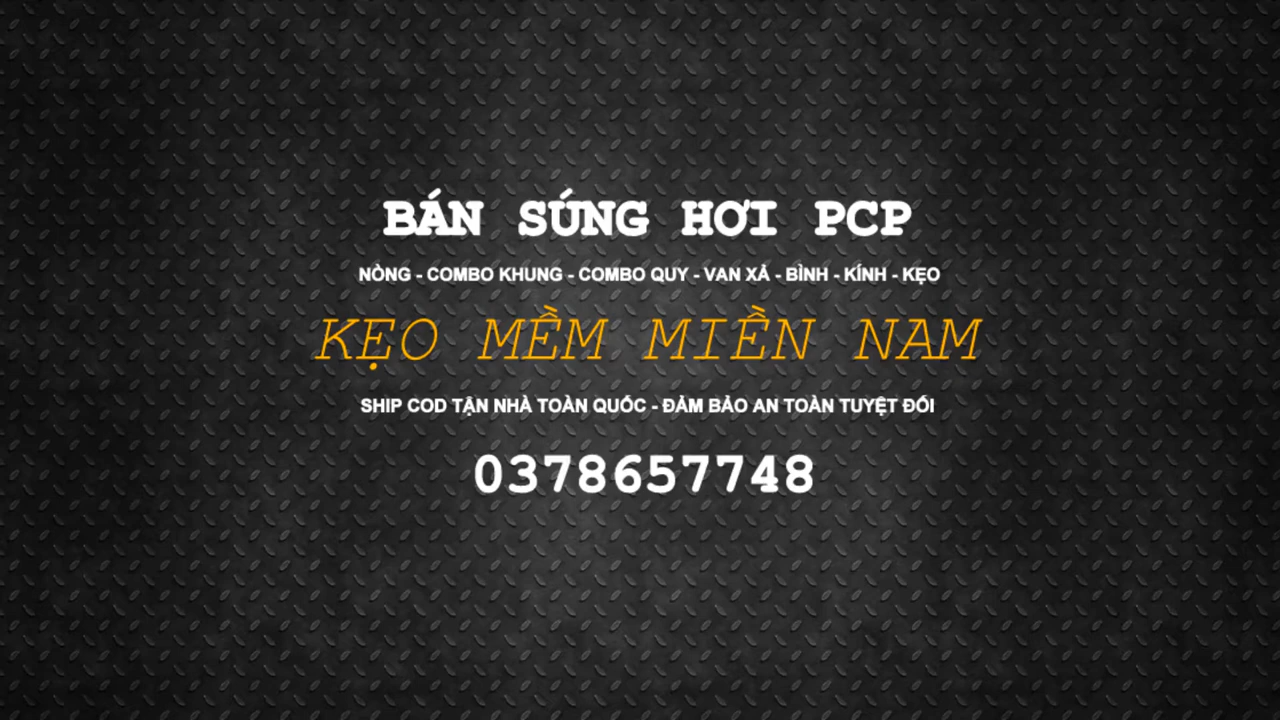 BÁN SÚNG HƠI PCP
NÒNG - COMBO KHUNG - COMBO QUY - VAN XẢ - BÌNH - KÍNH - KẸO
KẸO MỀM MIỀN NAM
SHIP COD TẬN NHÀ TOÀN QUỐC - ĐẢM BẢO AN TOÀN TUYỆT ĐỐI
0378657748